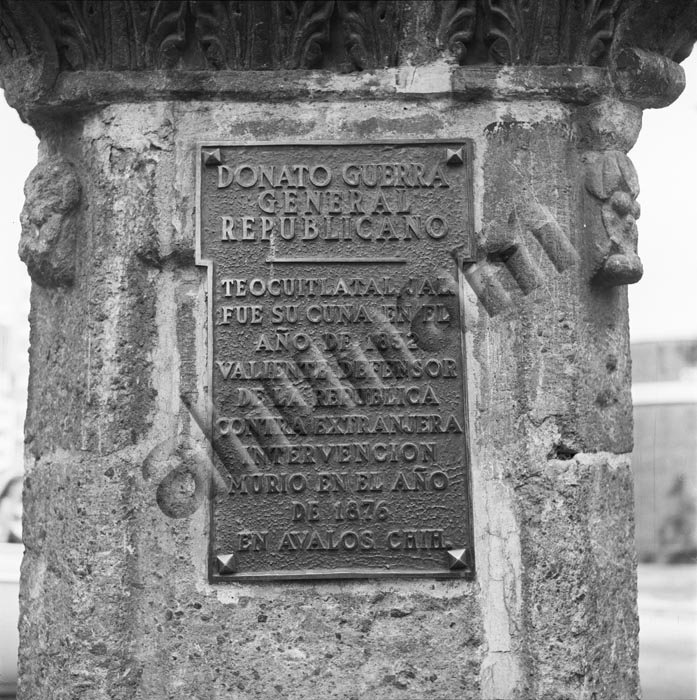 DONATO GUERRA
GENERAL
REPUBLICANO
TEOCUITLATAL JAL.
FUE SU CUNA EN EL
AÑO DE 1832
VALIENTE DEFENSOR
DE LA REPUBLICA
CONTRA EXTRANJERA
INTERVENCION
MURIO EN EL AÑO
DE 1876
EN AVALOS CHIH.